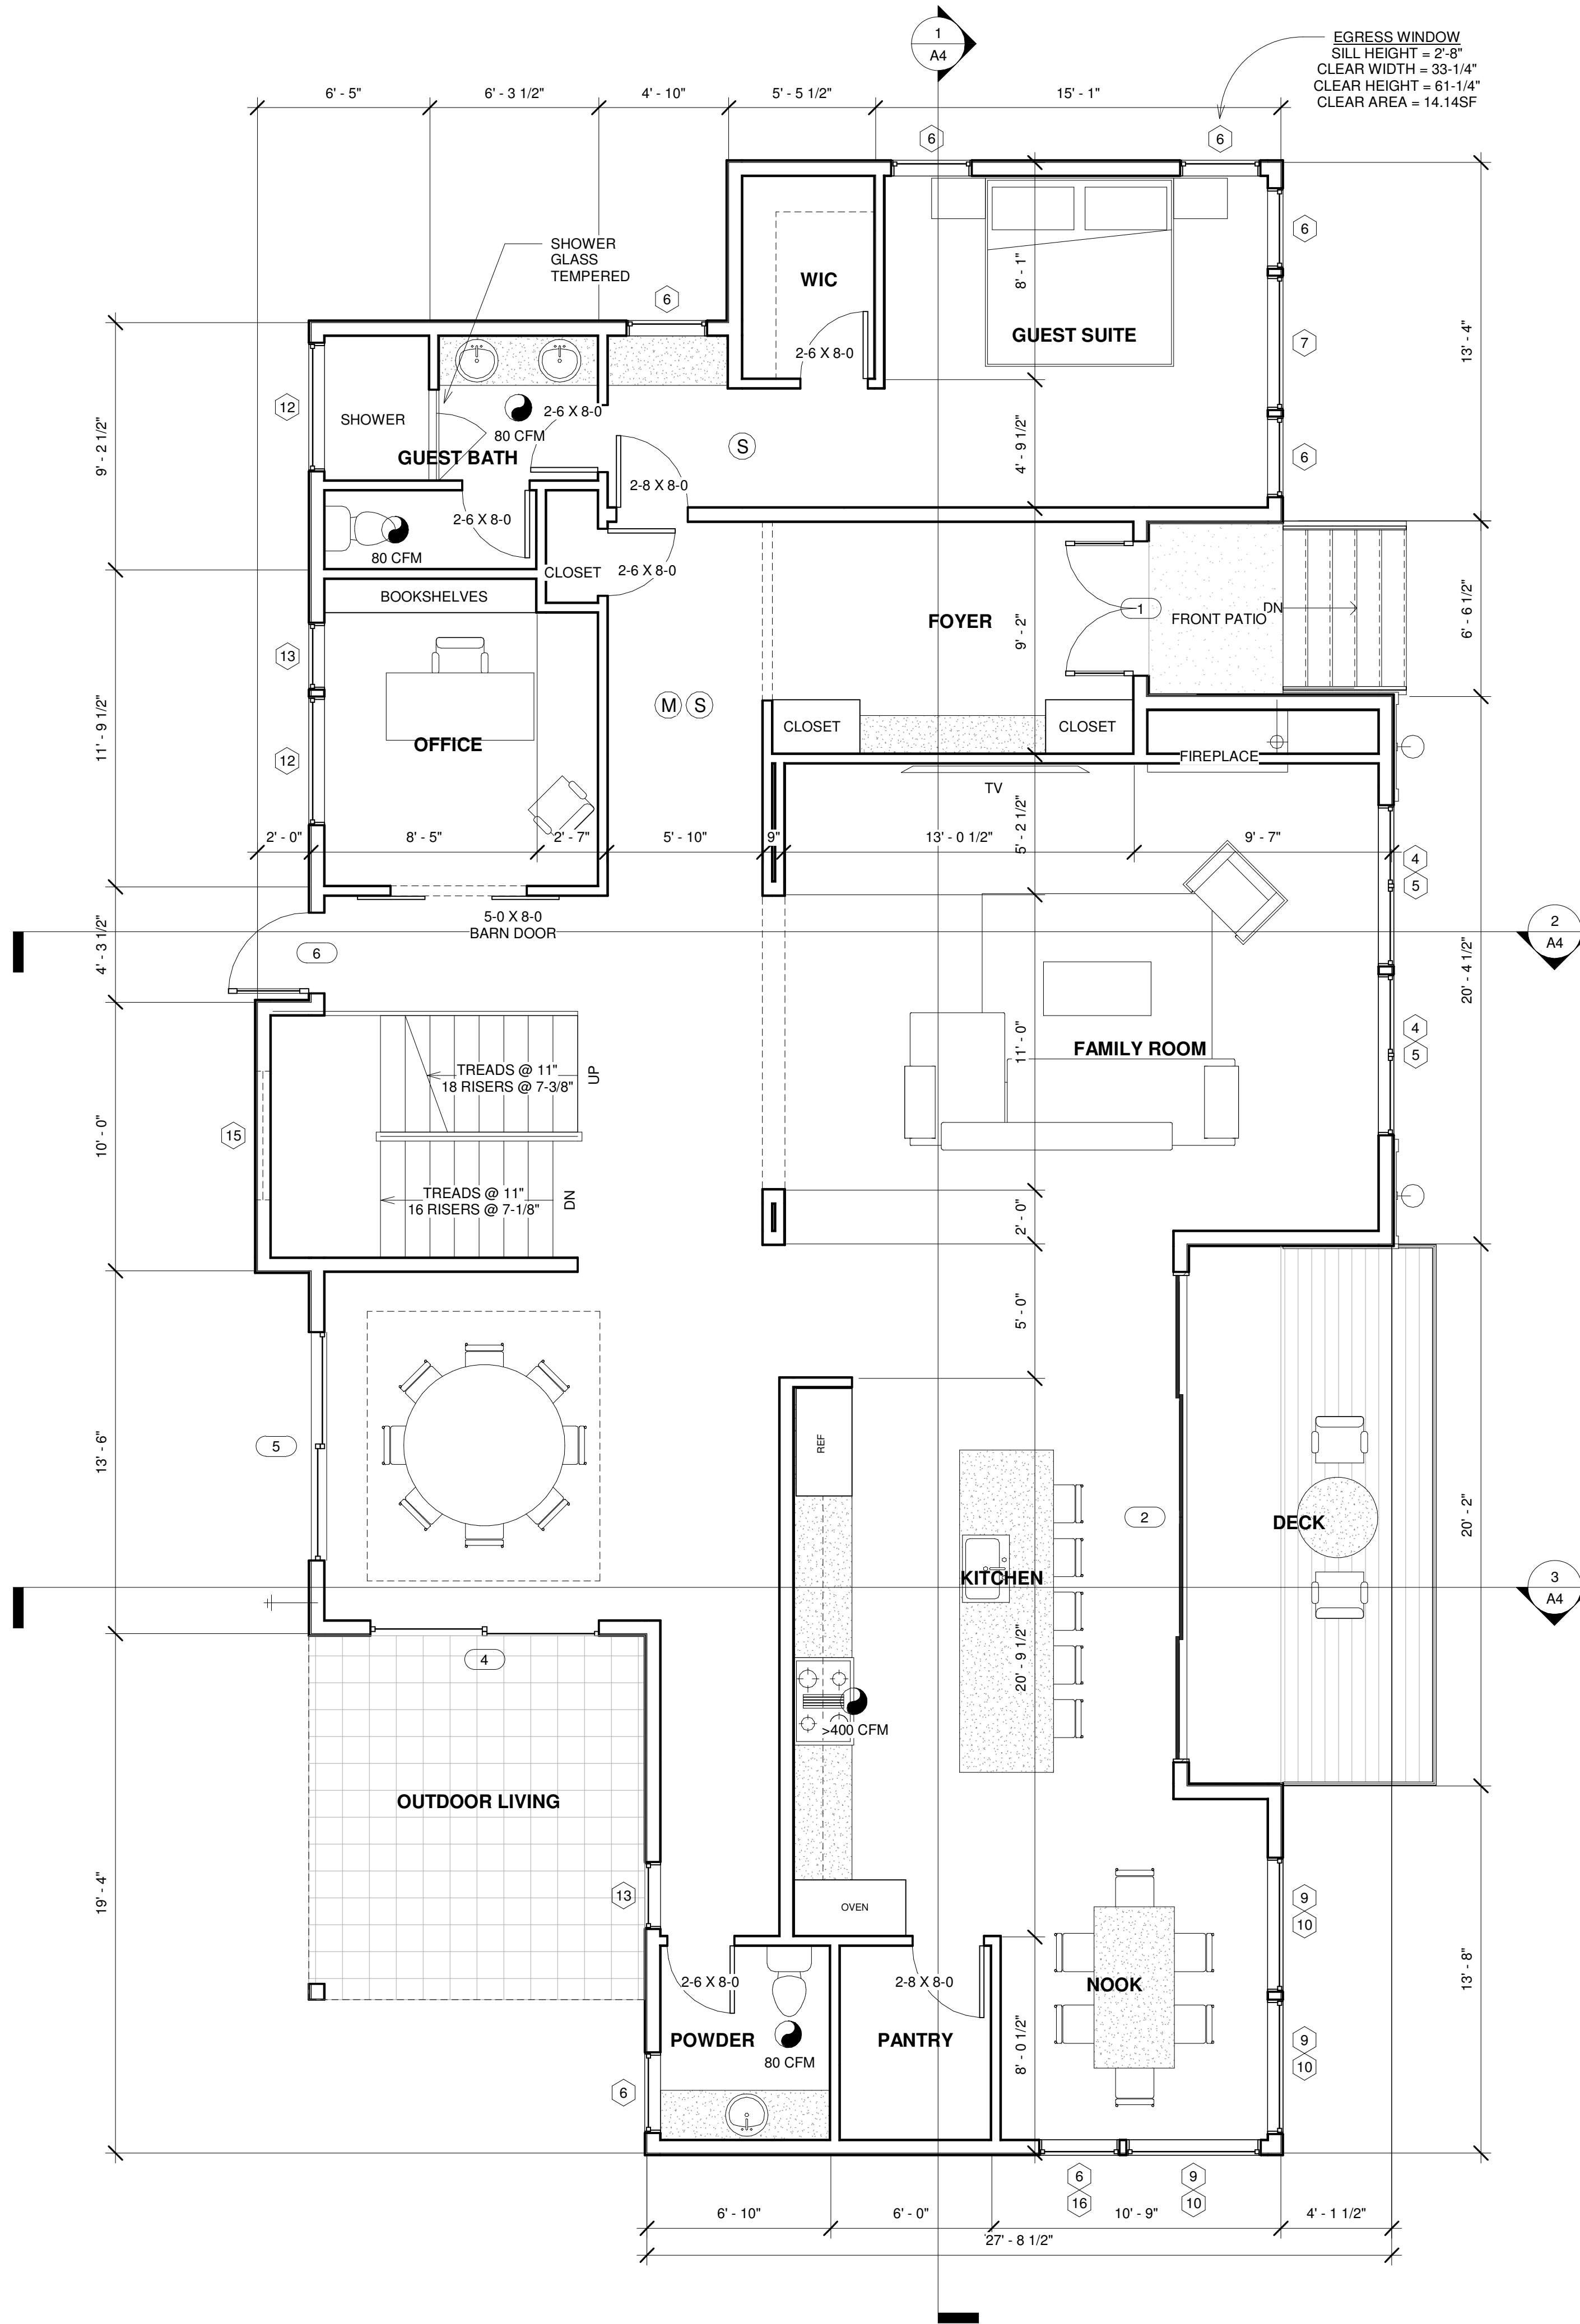 1
A4
EGRESS WINDOW
SILL HEIGHT = 2'-8"
CLEAR WIDTH = 33-1/4"
CLEAR HEIGHT = 61-1/4"
CLEAR AREA = 14.14SF
6' - 5"
6' - 3 1/2"
4' - 10"
5' - 5 1/2"
15' - 1"
6
6
SHOWER
GLASS
TEMPERED
6
WIC
8' - 1"
GUEST SUITE
6
7
13' - 4"
2-6 X 8-0
12
SHOWER
9' - 2 1/2"
2-6 X 8-0
80 CFM
GUEST BATH
S
4' - 9 1/2"
6
2-8 X 8-0
2-6 X 8-0
80 CFM
CLOSET
2-6 X 8-0
BOOKSHELVES
FOYER
9' - 2"
1
FRONT PATIO
DN
6' - 6 1/2"
13
M
S
11' - 9 1/2"
OFFICE
12
CLOSET
CLOSET
FIREPLACE
TV
5' - 2 1/2"
2' - 0"
8' - 5"
2' - 7"
5' - 10"
9"
13' - 0 1/2"
9' - 7"
4
5
5-0 X 8-0
BARN DOOR
6
4' - 3 1/2"
2
A4
20' - 4 1/2"
4
5
11' - 0"
FAMILY ROOM
TREADS @ 11"
18 RISERS @ 7-3/8"
UP
15
10' - 0"
TREADS @ 11"
16 RISERS @ 7-1/8"
DN
2' - 0"
5' - 0"
13' - 6"
5
REF
2
DECK
20' - 2"
KITCHEN
3
A4
4
20' - 9 1/2"
>400 CFM
OUTDOOR LIVING
19' - 4"
13
OVEN
9
10
2-6 X 8-0
2-8 X 8-0
NOOK
13' - 8"
POWDER
80 CFM
PANTRY
8' - 0 1/2"
9
10
6
6
16
9
10
6' - 10"
6' - 0"
10' - 9"
4' - 1 1/2"
27' - 8 1/2"